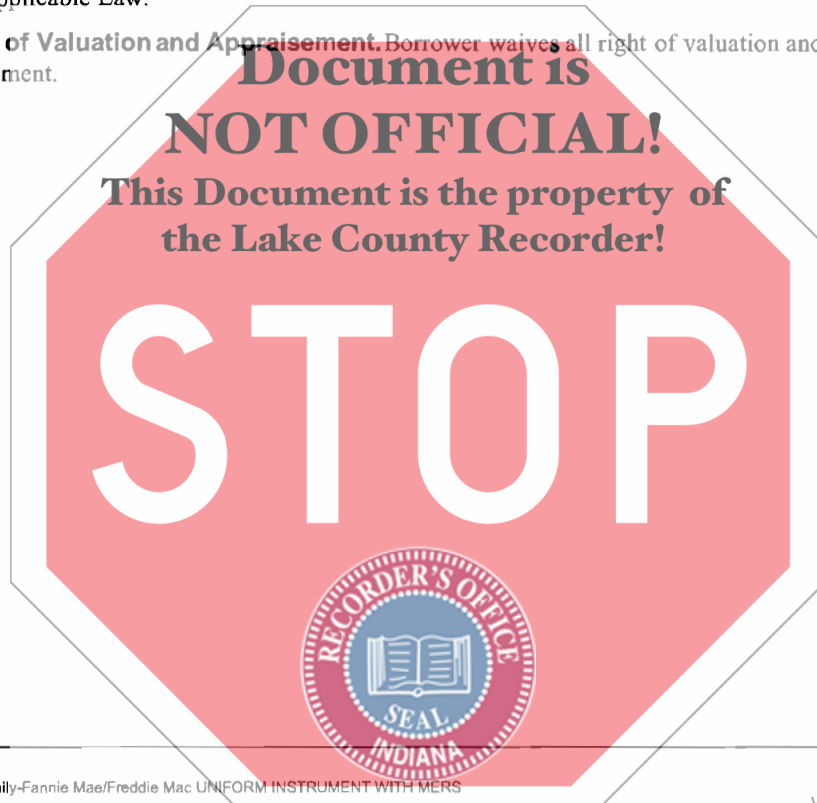 pplicable Law.
of Valuation and Appraisement. Borrower waives all right of valuation and
ment.
Document is
NOT OFFICIAL!
This Document is the property of
the Lake County Recorder!
STOP
RECORDER'S OFFICE
SEAL
INDIANA
ily-Fannie Mae/Freddie Mac UNIFORM INSTRUMENT WITH MERS